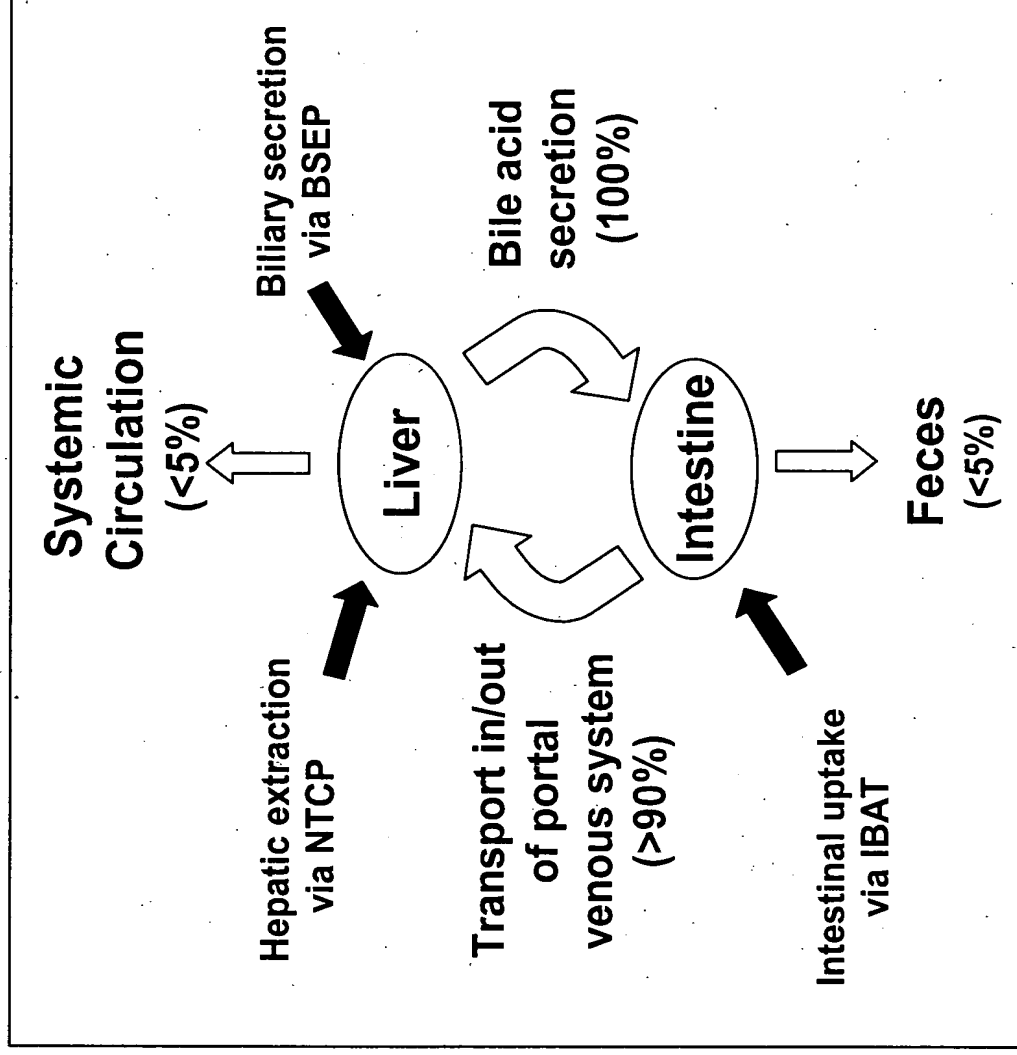 Systemic
Circulation
(<5%)
Hepatic extraction
via NTCP
Biliary secretion
via BSEP
Liver
Transport in/out
of portal
venous system
(>90%)
Bile acid
secretion
(100%)
Intestine
Intestinal uptake
via IBAT
Feces
(<5%)